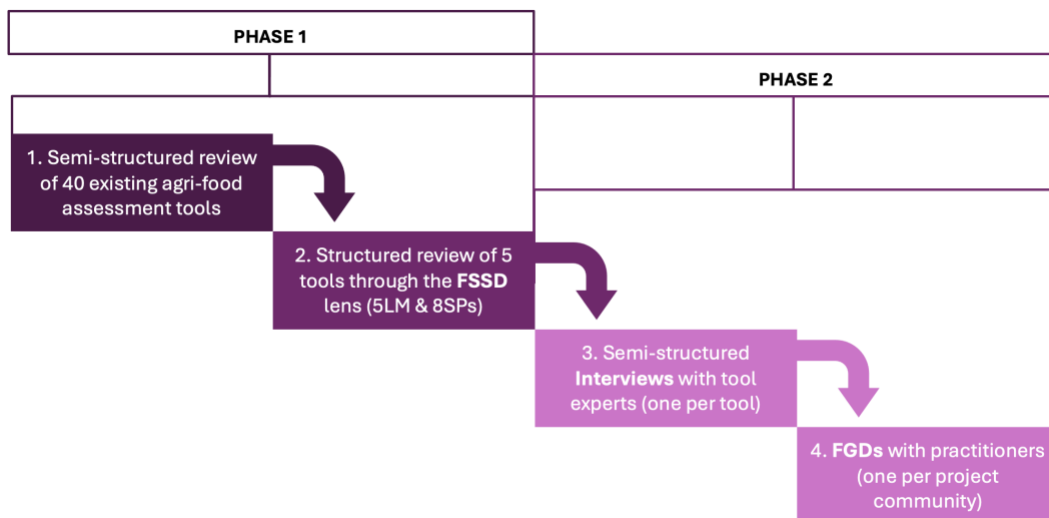 PHASE 1
PHASE 2
1. Semi-structured review
of 40 existing agri-food
assessment tools
2. Structured review of 5
tools through the FSSD
lens (5LM & 8SPs)
3. Semi-structured
Interviews with tool
experts (one per tool)
4. FGDs with practitioners
(one per project
community)